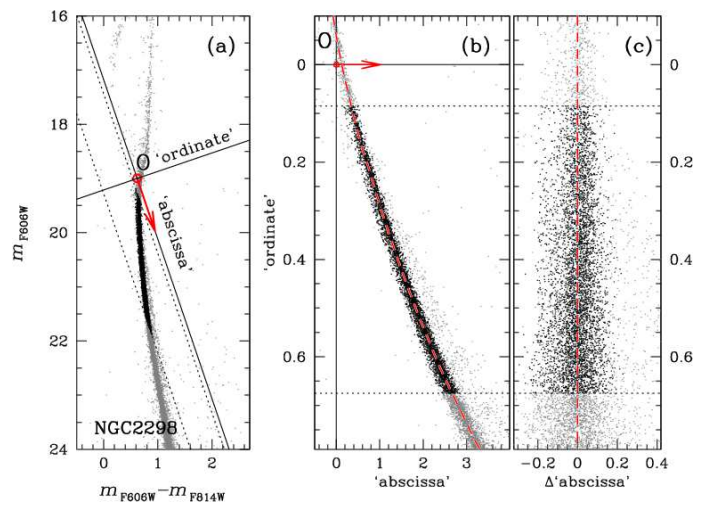 16
18
20
22
24
m_F606W
(a)
O 'ordinate'
'abscissa'
NGC2298
0
1
2
m_F606W−m_F814W
(b)
O
0
0.2
0.4
0.6
'ordinate'
0
1
2
3
'abscissa'
(c)
0
0.2
0.4
0.6
−0.2
0
0.2
0.4
Δ'abscissa'